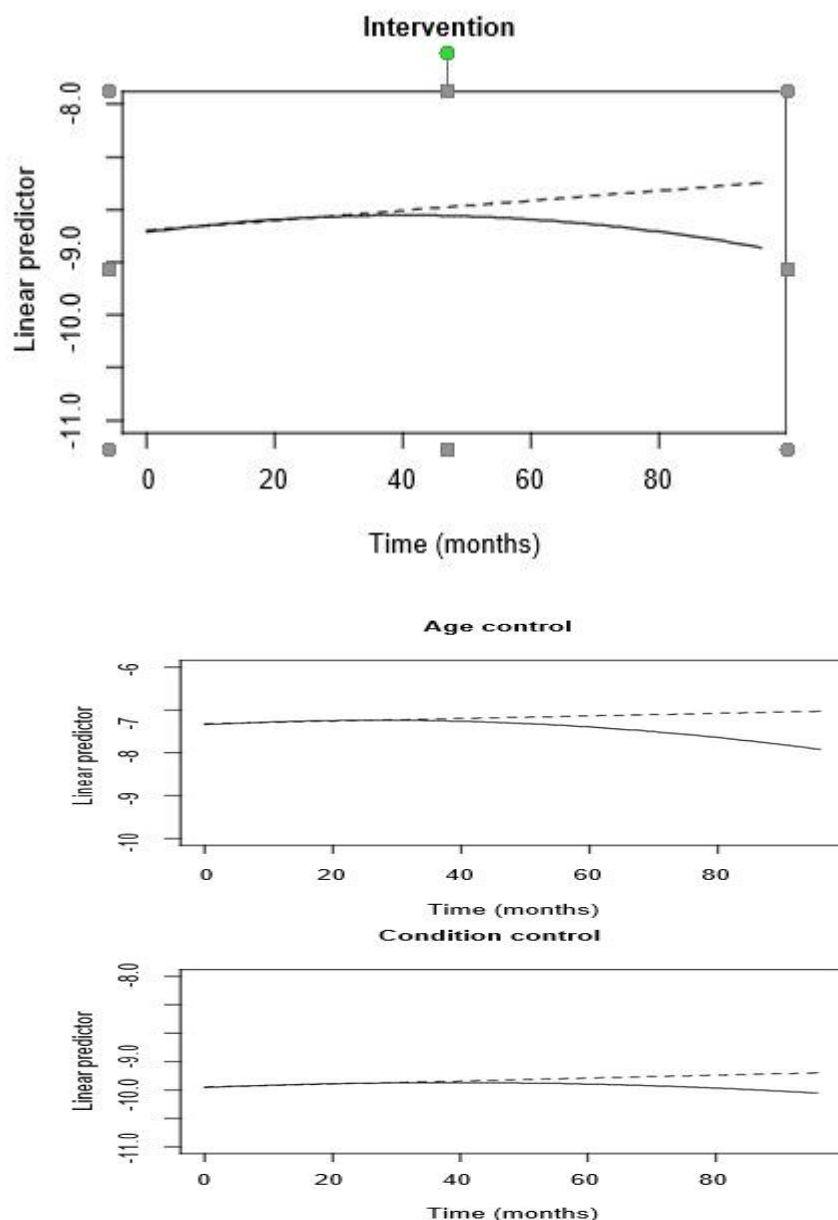 Intervention
-8.0
-9.0
-10.0
-11.0
Linear predictor
0 20 40 60 80
Time (months)
Age control
-6
-7
-8
-9
-10
Linear predictor
0 20 40 60 80
Time (months)
Condition control
-8.0
-9.0
-10.0
-11.0
Linear predictor
0 20 40 60 80
Time (months)